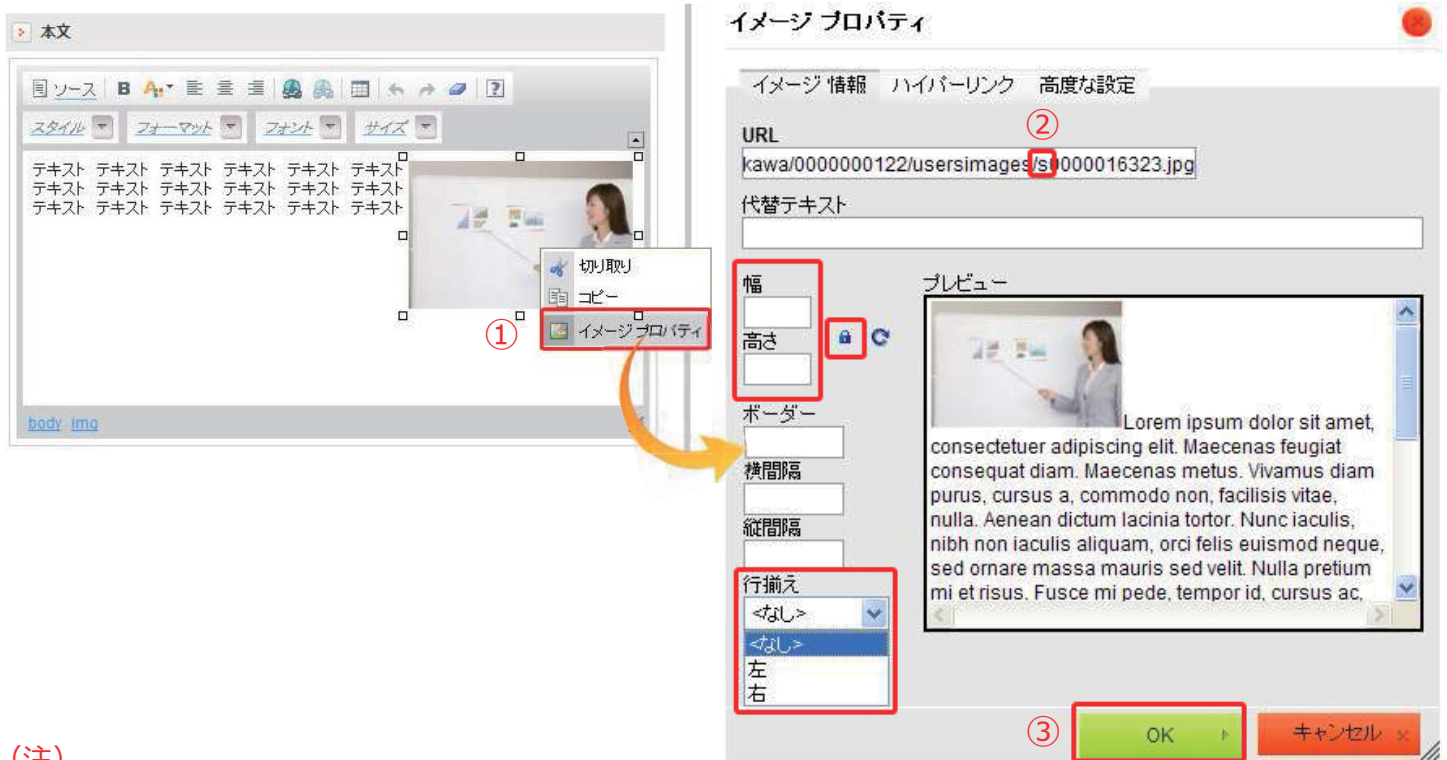 本文
ソース B A
スタイル フォーマット フォント サイズ
テキスト テキスト テキスト テキスト テキスト テキスト
テキスト テキスト テキスト テキスト テキスト テキスト
テキスト テキスト テキスト テキスト テキスト テキスト
切り取り
コピー
① イメージ プロパティ
body img
イメージ プロパティ
イメージ 情報 ハイパーリンク 高度な設定
②
URL
kawa/0000000122/usersimages/s0000016323.jpg
代替テキスト
幅
高さ
ボーダー
横間隔
縦間隔
行揃え
<なし>
<なし>
左
右
プレビュー
Lorem ipsum dolor sit amet,
consectetuer adipiscing elit. Maecenas feugiat
consequat diam. Maecenas metus. Vivamus diam
purus, cursus a, commodo non, facilisis vitae,
nulla. Aenean dictum lacinia tortor. Nunc iaculis,
nibh non iaculis aliquam, orci felis euismod neque,
sed ornare massa mauris sed velit. Nulla pretium
mi et risus. Fusce mi pede, tempor id, cursus ac,
③ OK キャンセル
(注)